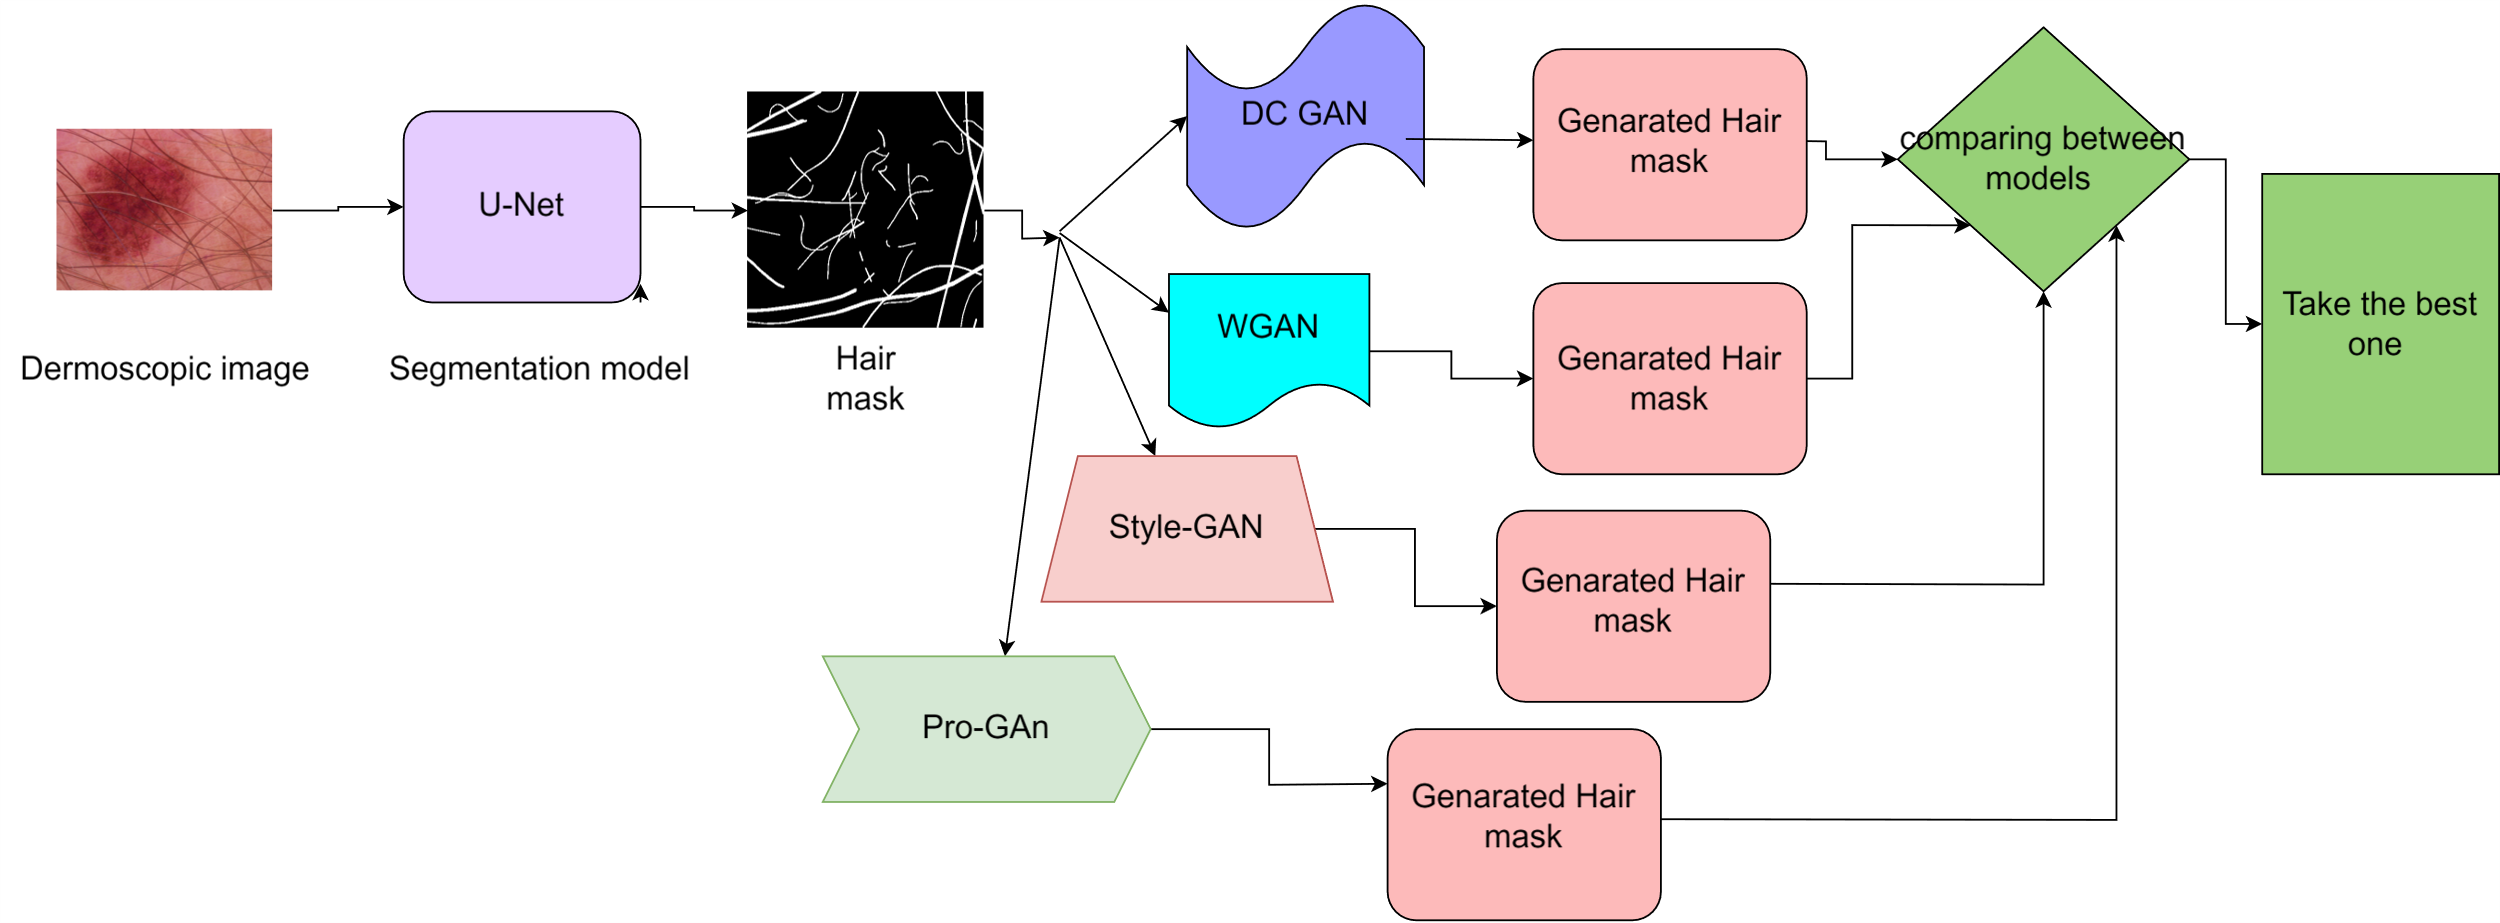 Dermoscopic image
U-Net
Segmentation model
Hair
mask
DC GAN
Genarated Hair
mask
WGAN
Genarated Hair
mask
Style-GAN
Genarated Hair
mask
Pro-GAn
Genarated Hair
mask
comparing between
models
Take the best
one